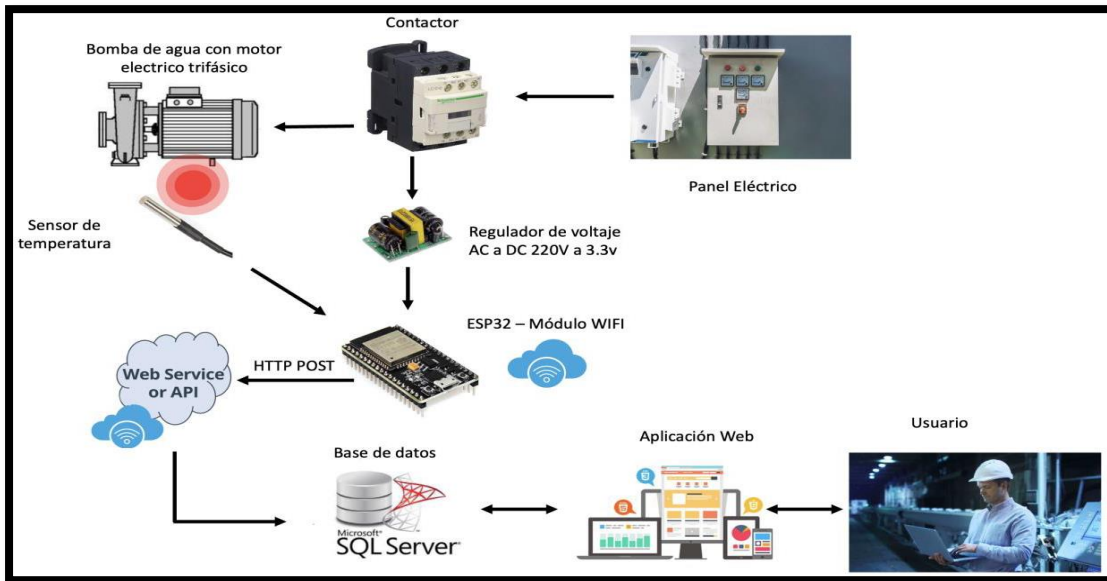 Contactor
Bomba de agua con motor
electrico trifásico
Panel Eléctrico
Sensor de
temperatura
Regulador de voltaje
AC a DC 220V a 3.3v
ESP32 – Módulo WIFI
HTTP POST
Web Service
or API
Base de datos
Microsoft®
SQL Server®
Aplicación Web
Usuario